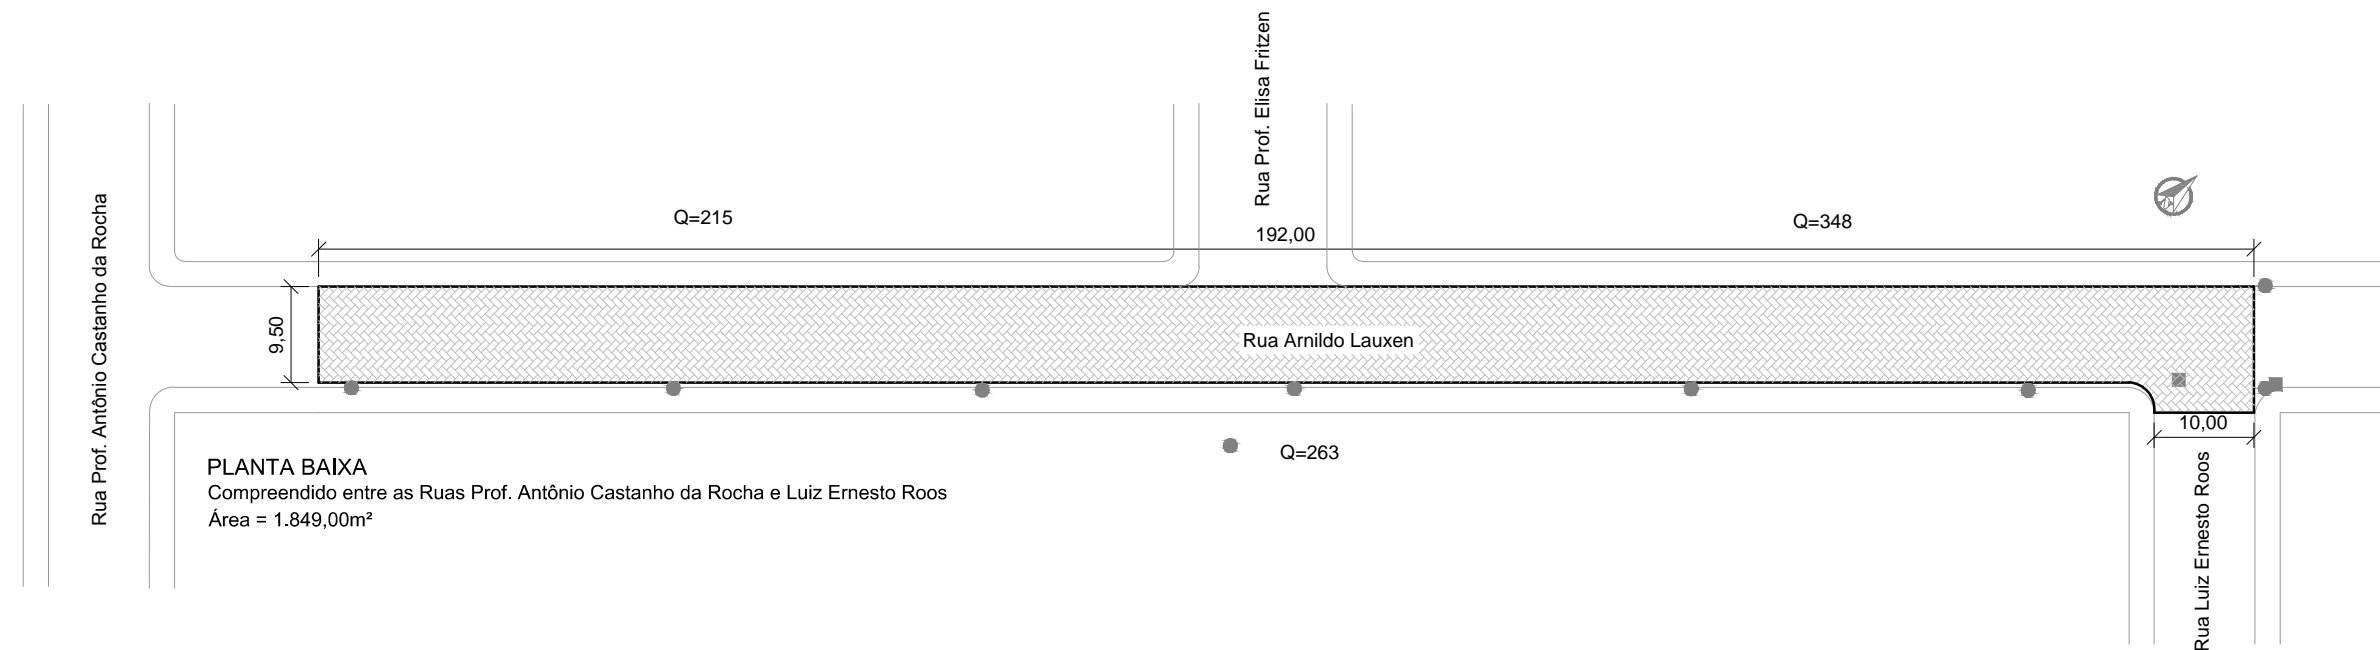 Rua Prof. Elisa Fritzen
Rua Prof. Antônio Castanho da Rocha
Q=215
Q=348
192,00
9,50
Rua Arnildo Lauxen
10,00
Q=263
PLANTA BAIXA
Compreendido entre as Ruas Prof. Antônio Castanho da Rocha e Luiz Ernesto Roos
Área = 1.849,00m²
Rua Luiz Ernesto Roos